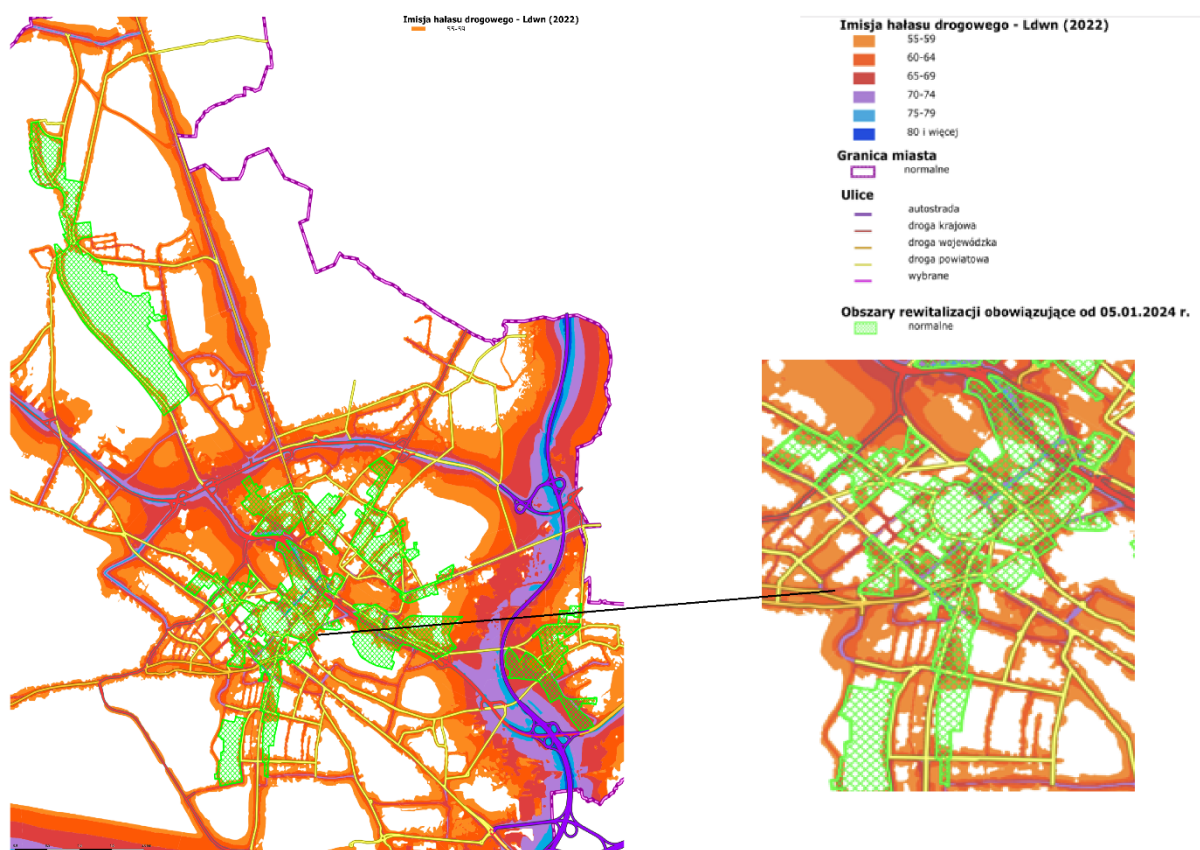 Imisja hałasu drogowego - Ldwn (2022)
55-59
Imisja hałasu drogowego - Ldwn (2022)
55-59
60-64
65-69
70-74
75-79
80 i więcej
Granica miasta
normalne
Ulice
autostrada
droga krajowa
droga wojewódzka
droga powiatowa
wybrane
Obszary rewitalizacji obowiązujące od 05.01.2024 r.
normalne